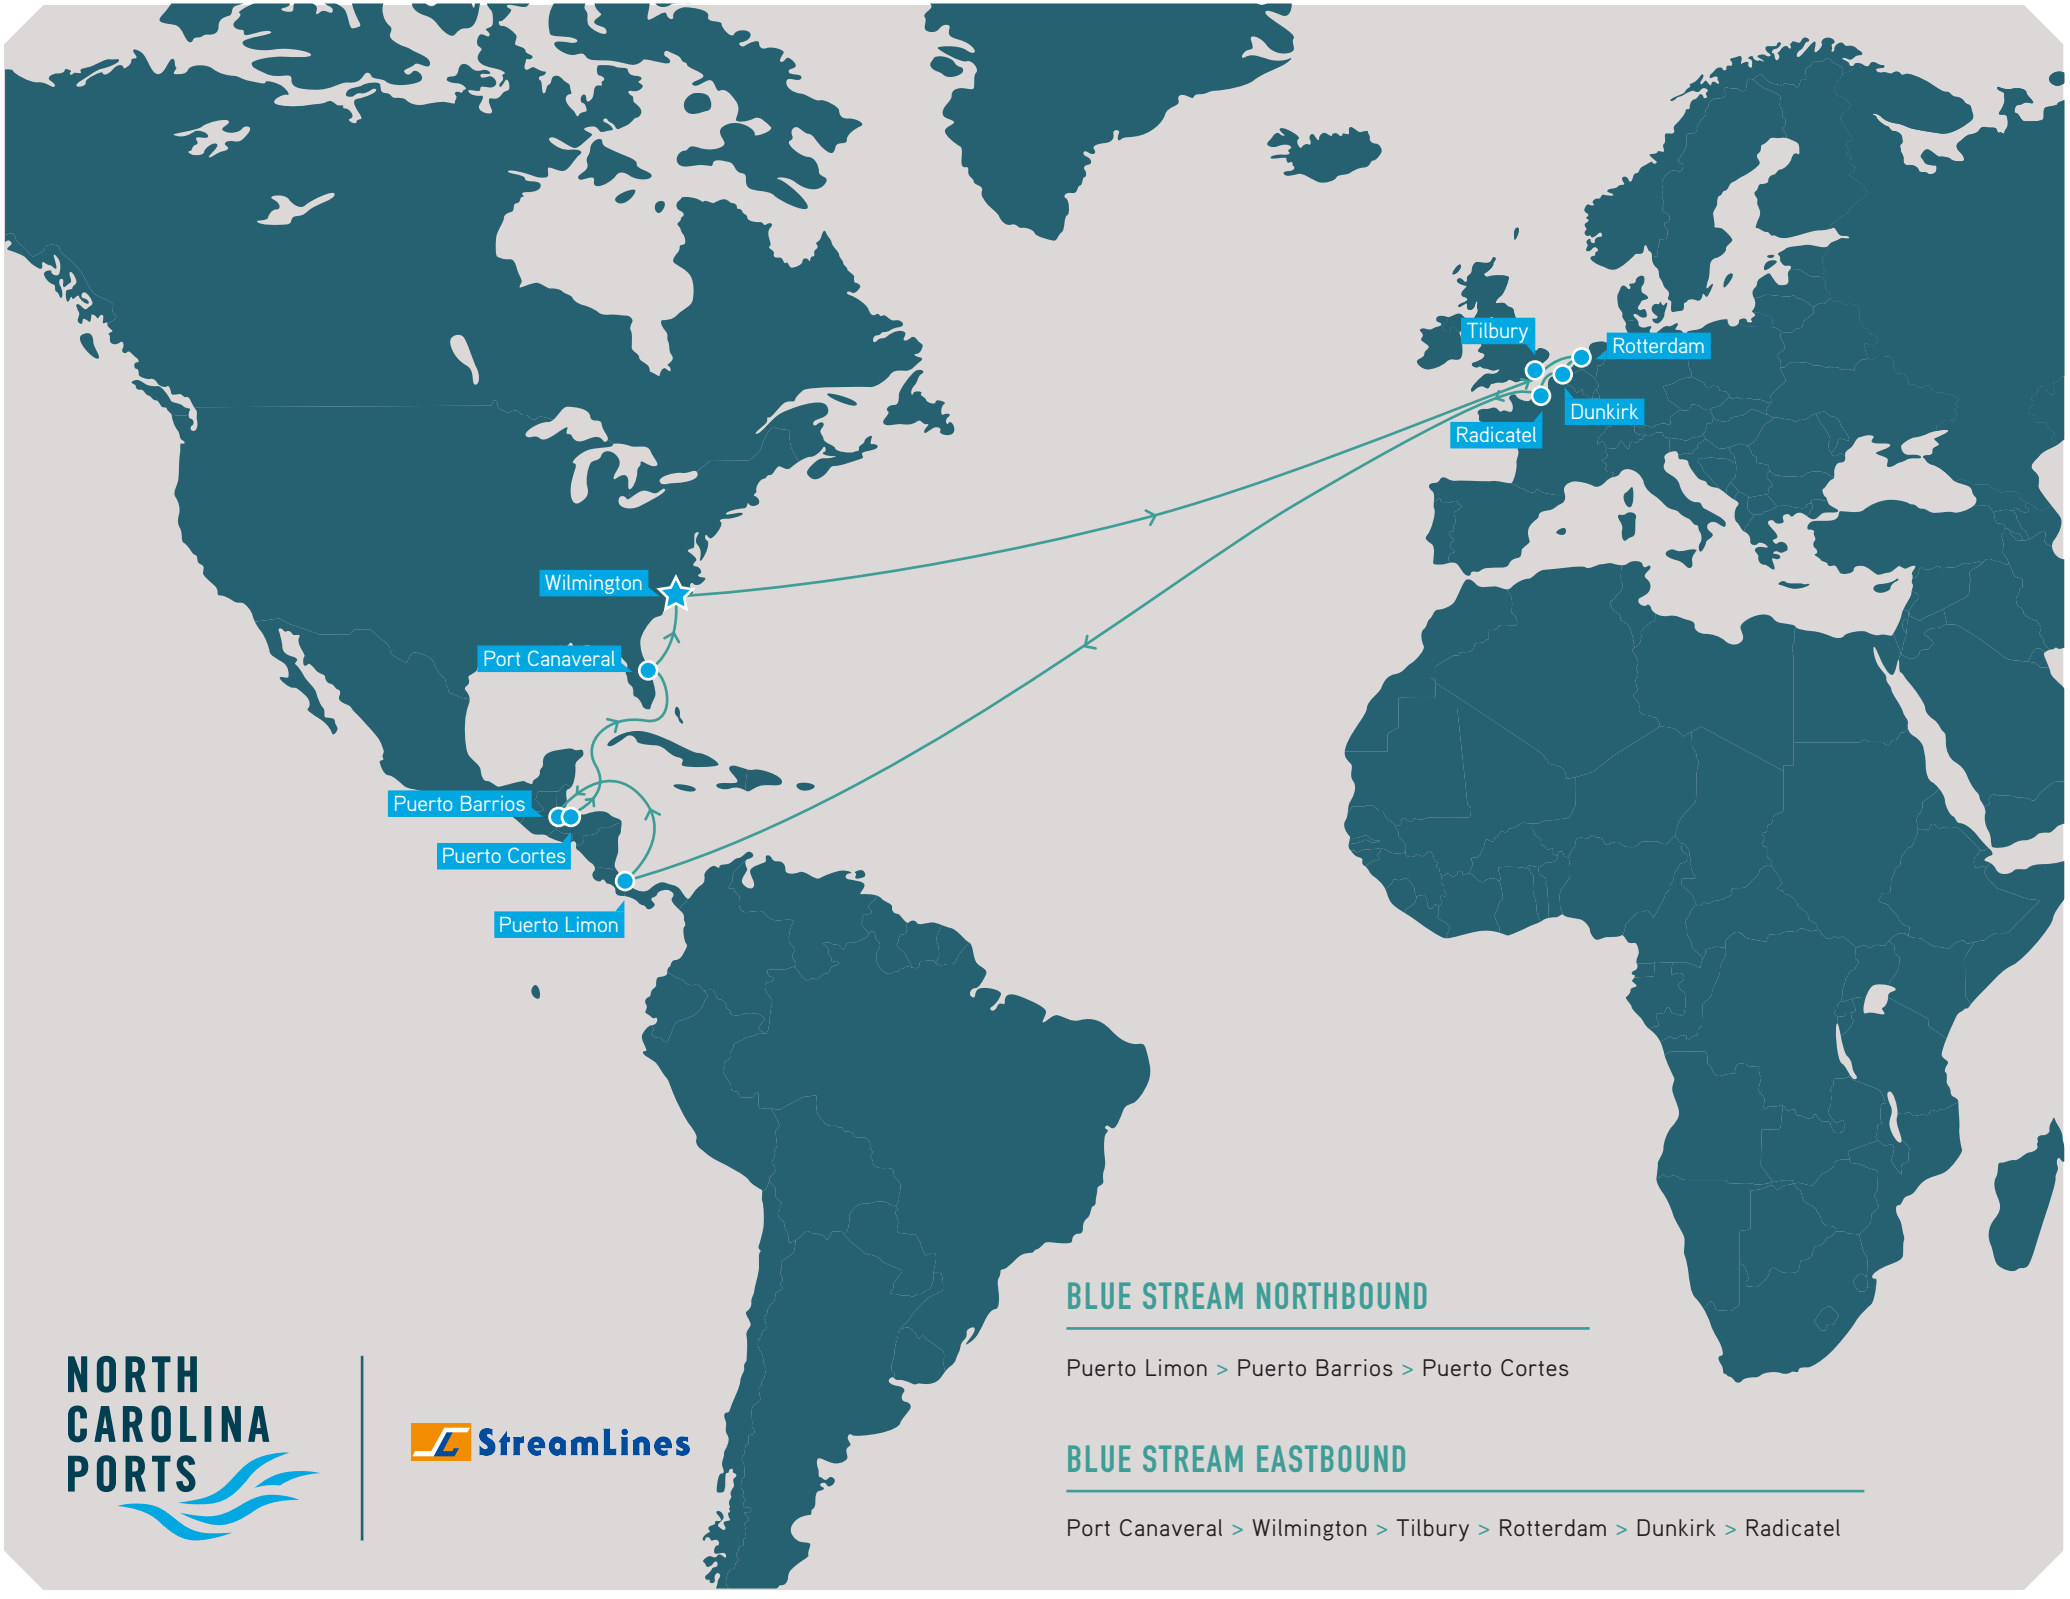 Tilbury
Rotterdam
Dunkirk
Radicatel
Wilmington
Port Canaveral
Puerto Barrios
Puerto Cortes
Puerto Limon
BLUE STREAM NORTHBOUND
Puerto Limon > Puerto Barrios > Puerto Cortes
BLUE STREAM EASTBOUND
Port Canaveral > Wilmington > Tilbury > Rotterdam > Dunkirk > Radicatel
NORTH
CAROLINA
PORTS
StreamLines